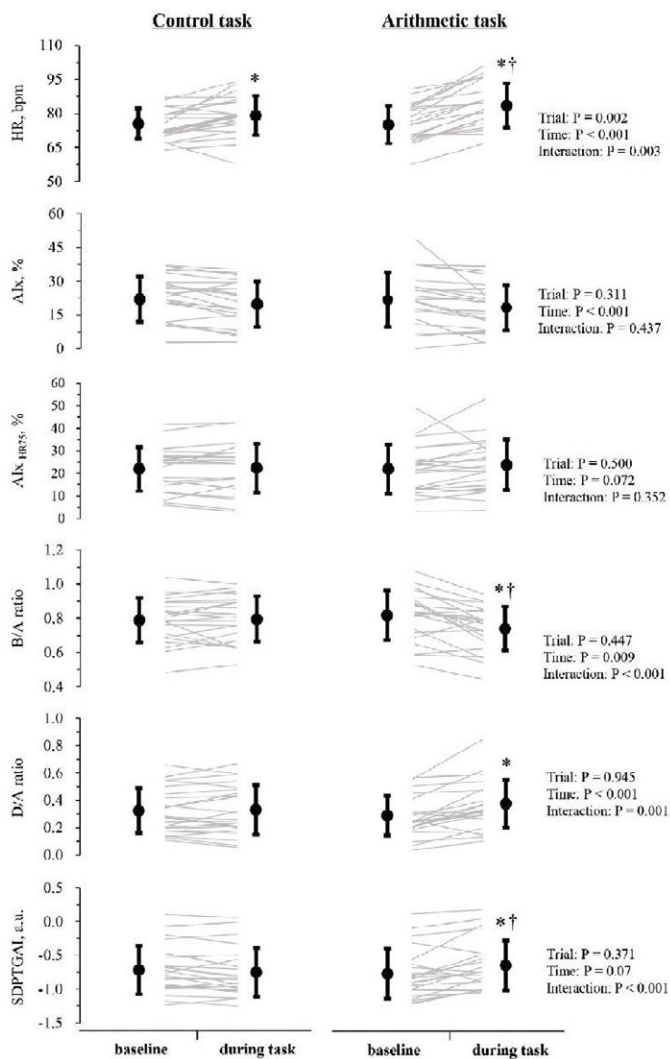 Control task
Arithmetic task
HR, bpm
110
95
80
65
50
*
*†
Trial: P = 0.002
Time: P < 0.001
Interaction: P = 0.003
AIx, %
60
45
30
15
0
Trial: P = 0.311
Time: P < 0.001
Interaction: P = 0.437
AIx HR75, %
60
50
40
30
20
10
0
Trial: P = 0.500
Time: P = 0.072
Interaction: P = 0.352
B/A ratio
1.2
1.0
0.8
0.6
0.4
*†
Trial: P = 0.447
Time: P = 0.009
Interaction: P < 0.001
D/A ratio
1.0
0.8
0.6
0.4
0.2
0.0
*
Trial: P = 0.945
Time: P < 0.001
Interaction: P = 0.001
SDPTGAI, a.u.
0.5
0.0
-0.5
-1.0
-1.5
*†
Trial: P = 0.371
Time: P = 0.07
Interaction: P < 0.001
baseline
during task
baseline
during task